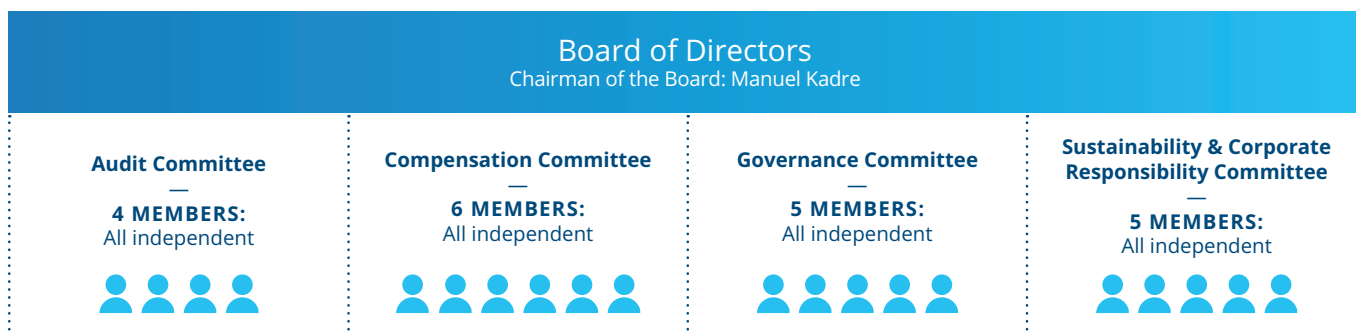 Board of Directors
Chairman of the Board: Manuel Kadre
Audit Committee
—
4 MEMBERS:
All independent
Compensation Committee
—
6 MEMBERS:
All independent
Governance Committee
—
5 MEMBERS:
All independent
Sustainability & Corporate
Responsibility Committee
—
5 MEMBERS:
All independent